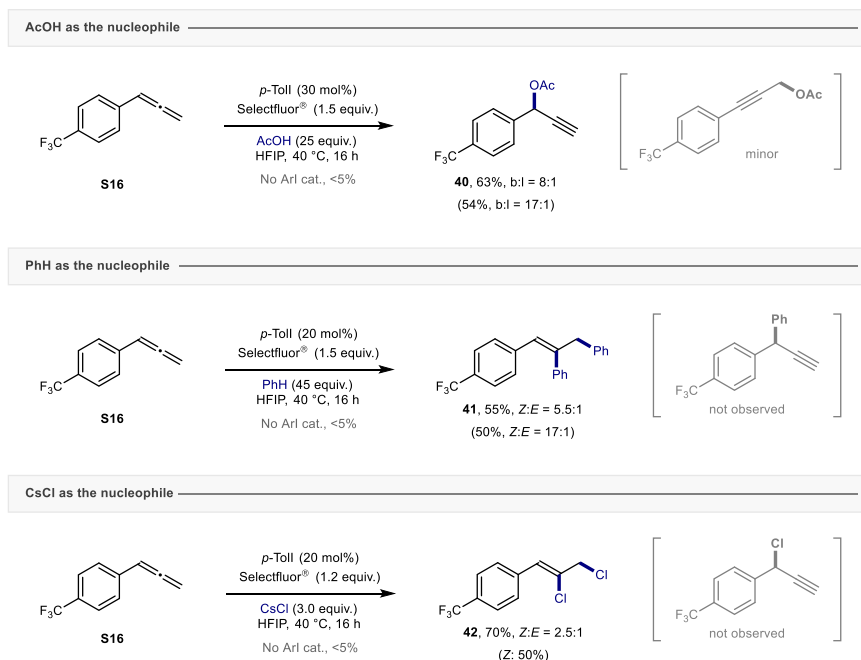 AcOH as the nucleophile
p-TolI (30 mol%)
Selectfluor® (1.5 equiv.)
AcOH (25 equiv.)
HFIP, 40 °C, 16 h
No ArI cat., <5%
F3C
S16
OAc
F3C
40, 63%, b:l = 8:1
(54%, b:l = 17:1)
OAc
F3C
minor
PhH as the nucleophile
p-TolI (20 mol%)
Selectfluor® (1.5 equiv.)
PhH (45 equiv.)
HFIP, 40 °C, 16 h
No ArI cat., <5%
F3C
S16
Ph
Ph
F3C
41, 55%, Z:E = 5.5:1
(50%, Z:E = 17:1)
Ph
F3C
not observed
CsCl as the nucleophile
p-TolI (20 mol%)
Selectfluor® (1.2 equiv.)
CsCl (3.0 equiv.)
HFIP, 40 °C, 16 h
No ArI cat., <5%
F3C
S16
Cl
Cl
F3C
42, 70%, Z:E = 2.5:1
(Z: 50%)
Cl
F3C
not observed